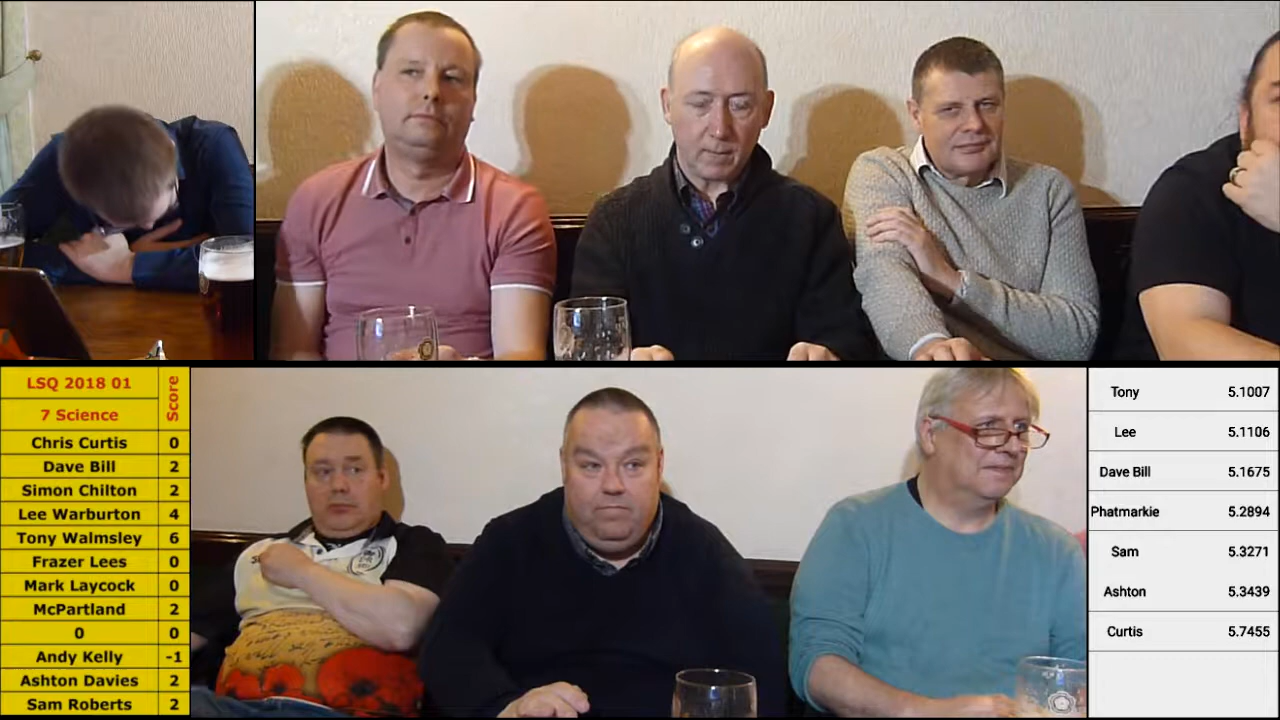 LSQ 2018 01
Score
7 Science
Chris Curtis 0
Dave Bill 2
Simon Chilton 2
Lee Warburton 4
Tony Walmsley 6
Frazer Lees 0
Mark Laycock 0
McPartland 2
0 0
Andy Kelly -1
Ashton Davies 2
Sam Roberts 2
Tony 5.1007
Lee 5.1106
Dave Bill 5.1675
Phatmarkie 5.2894
Sam 5.3271
Ashton 5.3439
Curtis 5.7455